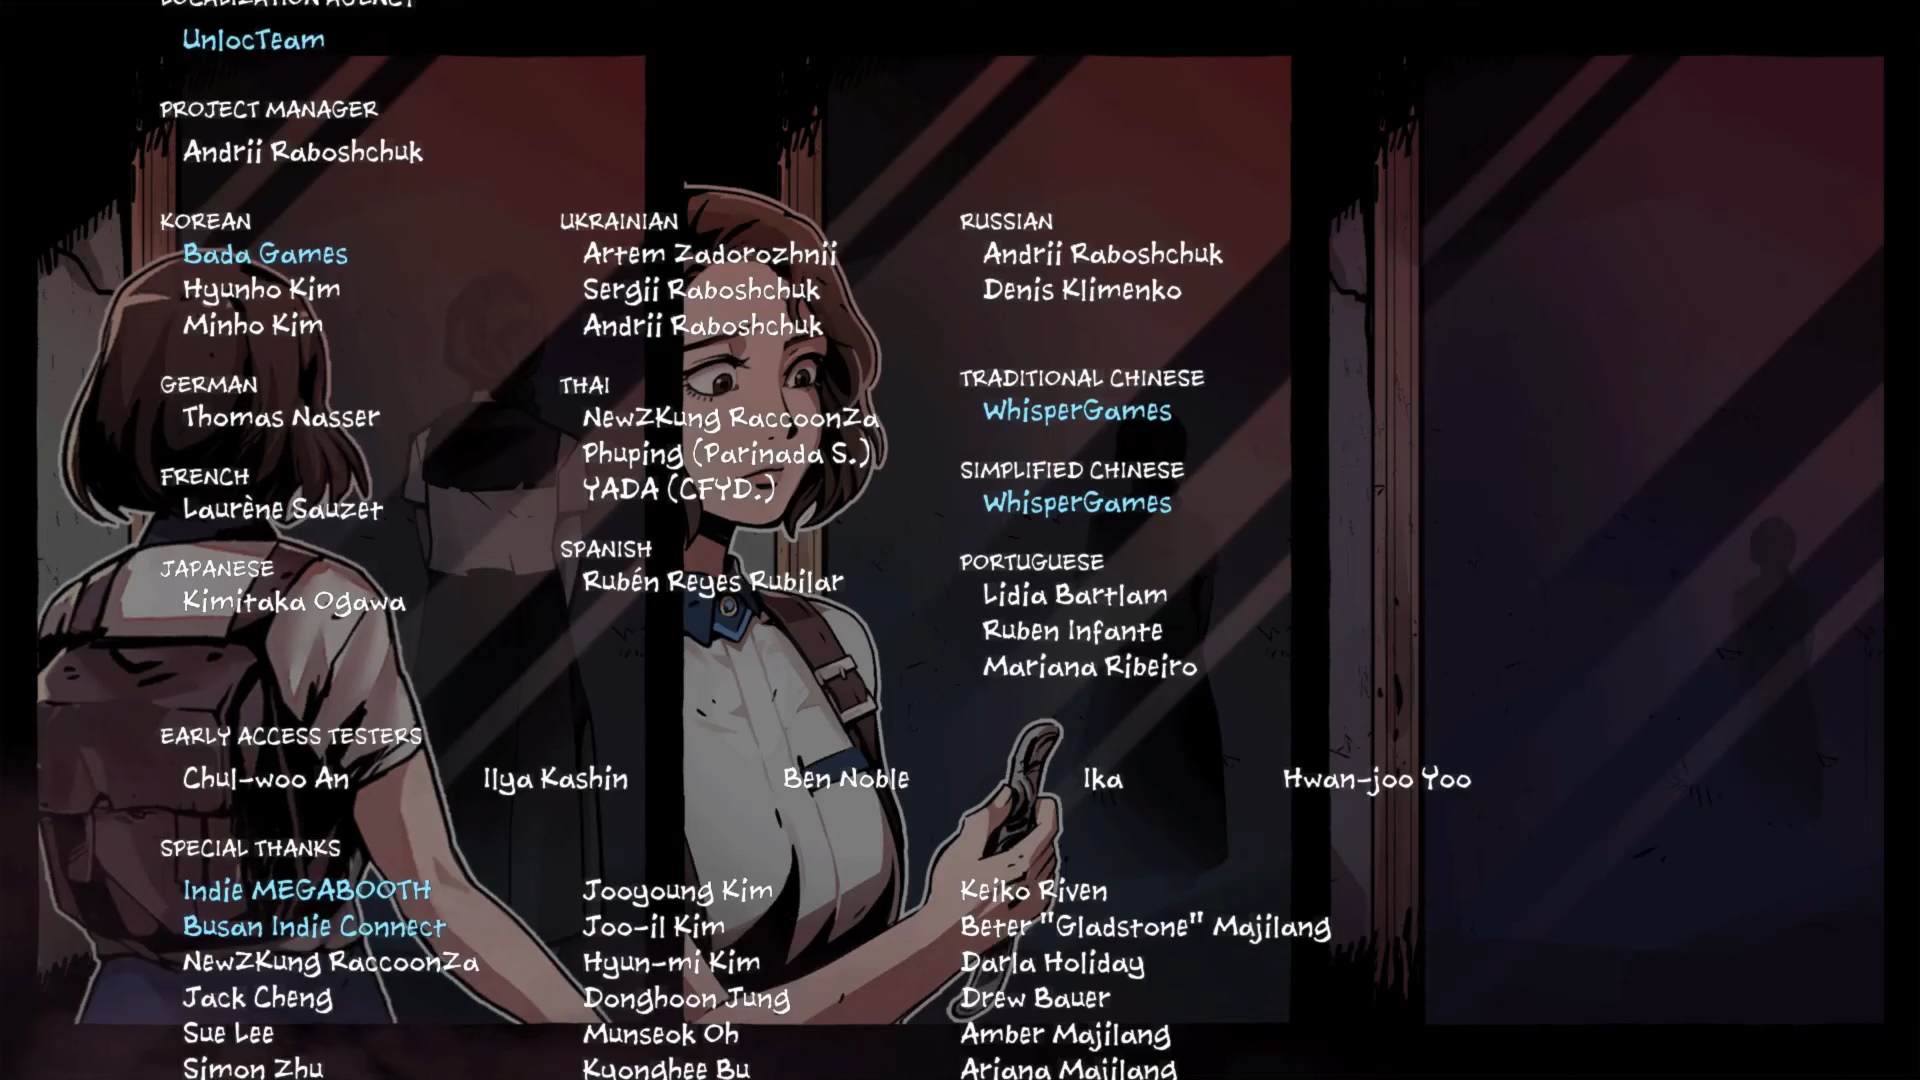 LOCALIZATION AGENCY
UnlocTeam
PROJECT MANAGER
Andrii Raboshchuk
KOREAN
Bada Games
Hyunho Kim
Minho Kim
GERMAN
Thomas Nasser
FRENCH
Laurène Sauzet
JAPANESE
Kimitaka Ogawa
UKRAINIAN
Artem Zadorozhnii
Sergii Raboshchuk
Andrii Raboshchuk
THAI
NewZKung RaccoonZa
Phuping (Parinada S.)
YADA (CFYD.)
SPANISH
Rubén Reyes Rubilar
RUSSIAN
Andrii Raboshchuk
Denis Klimenko
TRADITIONAL CHINESE
WhisperGames
SIMPLIFIED CHINESE
WhisperGames
PORTUGUESE
Lidia Bartlam
Ruben Infante
Mariana Ribeiro
EARLY ACCESS TESTERS
Chul-woo An Ilya Kashin Ben Noble Ika Hwan-joo Yoo
SPECIAL THANKS
Indie MEGABOOTH
Busan Indie Connect
NewZKung RaccoonZa
Jack Cheng
Sue Lee
Simon Zhu
Jooyoung Kim
Joo-il Kim
Hyun-mi Kim
Donghoon Jung
Munseok Oh
Kyonghee Bu
Keiko Riven
Beter "Gladstone" Majilang
Darla Holiday
Drew Bauer
Amber Majilang
Ariana Majilang